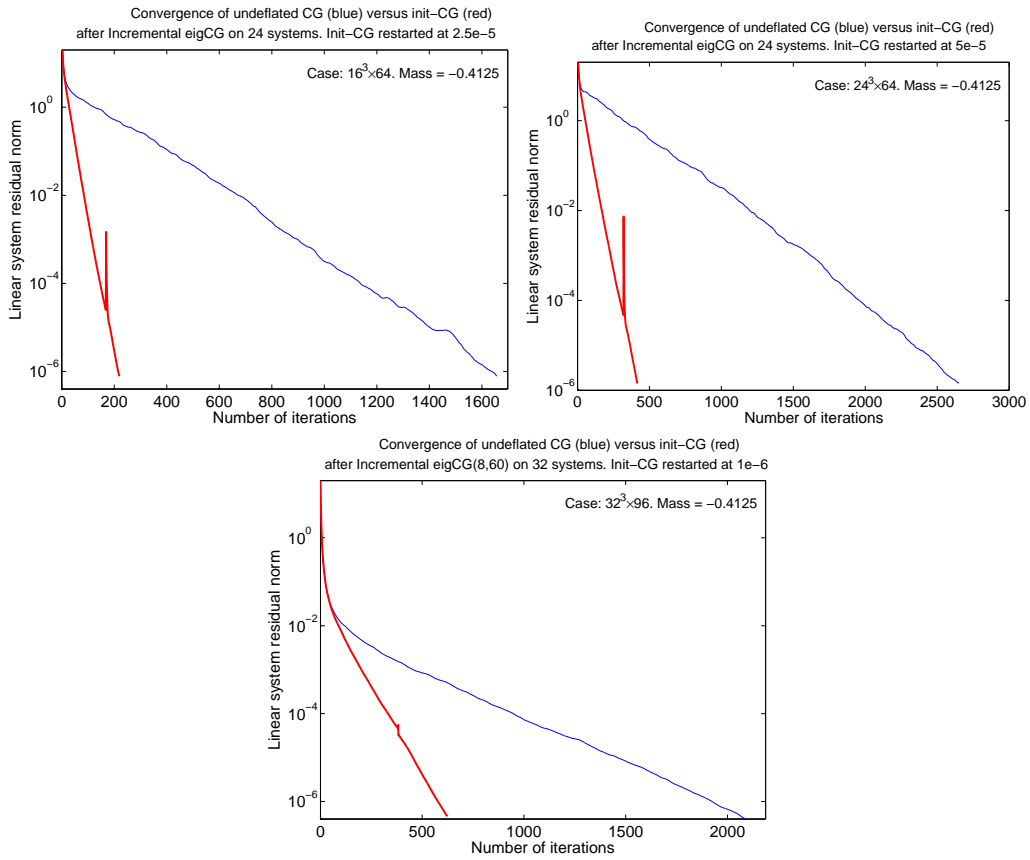 Convergence of undeflated CG (blue) versus init−CG (red)
after Incremental eigCG on 24 systems. Init−CG restarted at 2.5e−5
Case: 16³×64. Mass = −0.4125
10⁰
10⁻²
10⁻⁴
10⁻⁶
Linear system residual norm
0 200 400 600 800 1000 1200 1400 1600
Number of iterations
Convergence of undeflated CG (blue) versus init−CG (red)
after Incremental eigCG on 24 systems. Init−CG restarted at 5e−5
Case: 24³×64. Mass = −0.4125
10⁰
10⁻²
10⁻⁴
10⁻⁶
Linear system residual norm
0 500 1000 1500 2000 2500 3000
Number of iterations
Convergence of undeflated CG (blue) versus init−CG (red)
after Incremental eigCG(8,60) on 32 systems. Init−CG restarted at 1e−6
Case: 32³×96. Mass = −0.4125
10⁰
10⁻²
10⁻⁴
10⁻⁶
Linear system residual norm
0 500 1000 1500 2000
Number of iterations